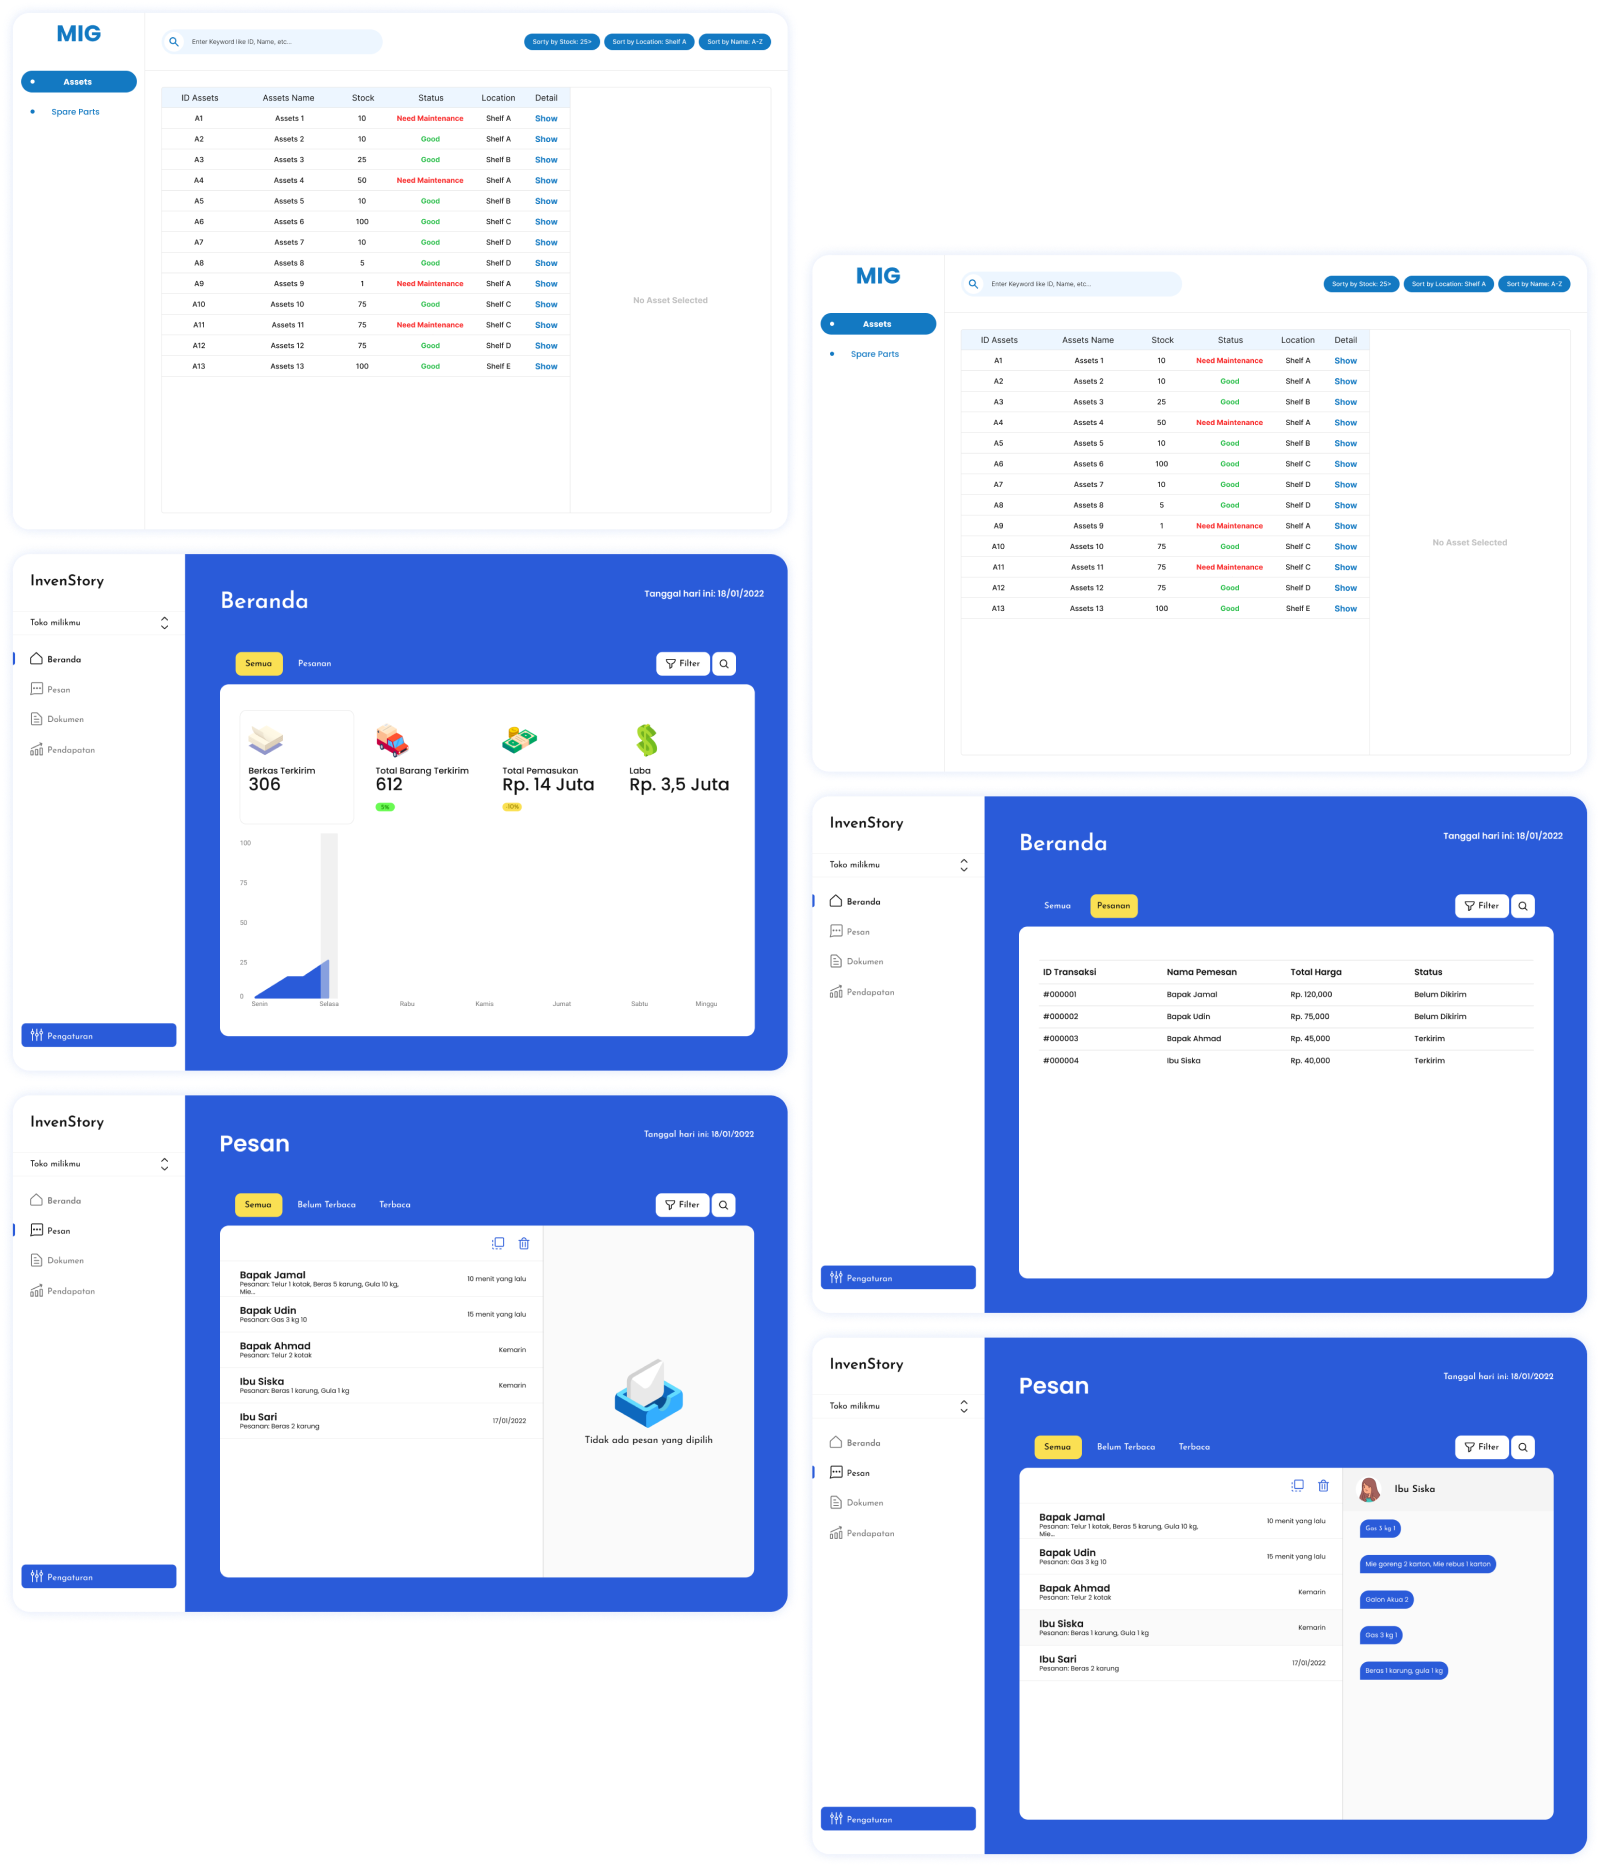 MIG
Enter Keyword like ID, Name, etc...
Sorty by Stock: 25> Sort by Location: Shelf A Sort by Name: A-Z
Assets
Spare Parts
ID Assets Assets Name Stock Status Location Detail
A1 Assets 1 10 Need Maintenance Shelf A Show
A2 Assets 2 10 Good Shelf A Show
A3 Assets 3 25 Good Shelf B Show
A4 Assets 4 50 Need Maintenance Shelf A Show
A5 Assets 5 10 Good Shelf B Show
A6 Assets 6 100 Good Shelf C Show
A7 Assets 7 10 Good Shelf D Show
A8 Assets 8 5 Good Shelf D Show
A9 Assets 9 1 Need Maintenance Shelf A Show
A10 Assets 10 75 Good Shelf C Show
A11 Assets 11 75 Need Maintenance Shelf C Show
A12 Assets 12 75 Good Shelf D Show
A13 Assets 13 100 Good Shelf E Show
No Asset Selected
InvenStory
Toko milikmu
Beranda
Pesan
Dokumen
Pendapatan
Pengaturan
Beranda
Tanggal hari ini: 18/01/2022
Semua Pesanan
Filter
Berkas Terkirim
306
Total Barang Terkirim
612
5%
Total Pemasukan
Rp. 14 Juta
-10%
Laba
Rp. 3,5 Juta
100
75
50
25
0
Senin Selasa Rabu Kamis Jumat Sabtu Minggu
InvenStory
Toko milikmu
Beranda
Pesan
Dokumen
Pendapatan
Pengaturan
Pesan
Tanggal hari ini: 18/01/2022
Semua Belum Terbaca Terbaca
Filter
Bapak Jamal
Pesanan: Telur 1 kotak, Beras 5 karung, Gula 10 kg,
Mie...
10 menit yang lalu
Bapak Udin
Pesanan: Gas 3 kg 10
15 menit yang lalu
Bapak Ahmad
Pesanan: Telur 2 kotak
Kemarin
Ibu Siska
Pesanan: Beras 1 karung, Gula 1 kg
Kemarin
Ibu Sari
Pesanan: Beras 2 karung
17/01/2022
Tidak ada pesan yang dipilih
MIG
Enter Keyword like ID, Name, etc...
Sorty by Stock: 25> Sort by Location: Shelf A Sort by Name: A-Z
Assets
Spare Parts
ID Assets Assets Name Stock Status Location Detail
A1 Assets 1 10 Need Maintenance Shelf A Show
A2 Assets 2 10 Good Shelf A Show
A3 Assets 3 25 Good Shelf B Show
A4 Assets 4 50 Need Maintenance Shelf A Show
A5 Assets 5 10 Good Shelf B Show
A6 Assets 6 100 Good Shelf C Show
A7 Assets 7 10 Good Shelf D Show
A8 Assets 8 5 Good Shelf D Show
A9 Assets 9 1 Need Maintenance Shelf A Show
A10 Assets 10 75 Good Shelf C Show
A11 Assets 11 75 Need Maintenance Shelf C Show
A12 Assets 12 75 Good Shelf D Show
A13 Assets 13 100 Good Shelf E Show
No Asset Selected
InvenStory
Toko milikmu
Beranda
Pesan
Dokumen
Pendapatan
Pengaturan
Beranda
Tanggal hari ini: 18/01/2022
Semua Pesanan
Filter
ID Transaksi Nama Pemesan Total Harga Status
#000001 Bapak Jamal Rp. 120,000 Belum Dikirim
#000002 Bapak Udin Rp. 75,000 Belum Dikirim
#000003 Bapak Ahmad Rp. 45,000 Terkirim
#000004 Ibu Siska Rp. 40,000 Terkirim
InvenStory
Toko milikmu
Beranda
Pesan
Dokumen
Pendapatan
Pengaturan
Pesan
Tanggal hari ini: 18/01/2022
Semua Belum Terbaca Terbaca
Filter
Bapak Jamal
Pesanan: Telur 1 kotak, Beras 5 karung, Gula 10 kg,
Mie...
10 menit yang lalu
Bapak Udin
Pesanan: Gas 3 kg 10
15 menit yang lalu
Bapak Ahmad
Pesanan: Telur 2 kotak
Kemarin
Ibu Siska
Pesanan: Beras 1 karung, Gula 1 kg
Kemarin
Ibu Sari
Pesanan: Beras 2 karung
17/01/2022
Ibu Siska
Gas 3 kg 1
Mie goreng 2 karton, Mie rebus 1 karton
Galon Akua 2
Gas 3 kg 1
Beras 1 karung, gula 1 kg